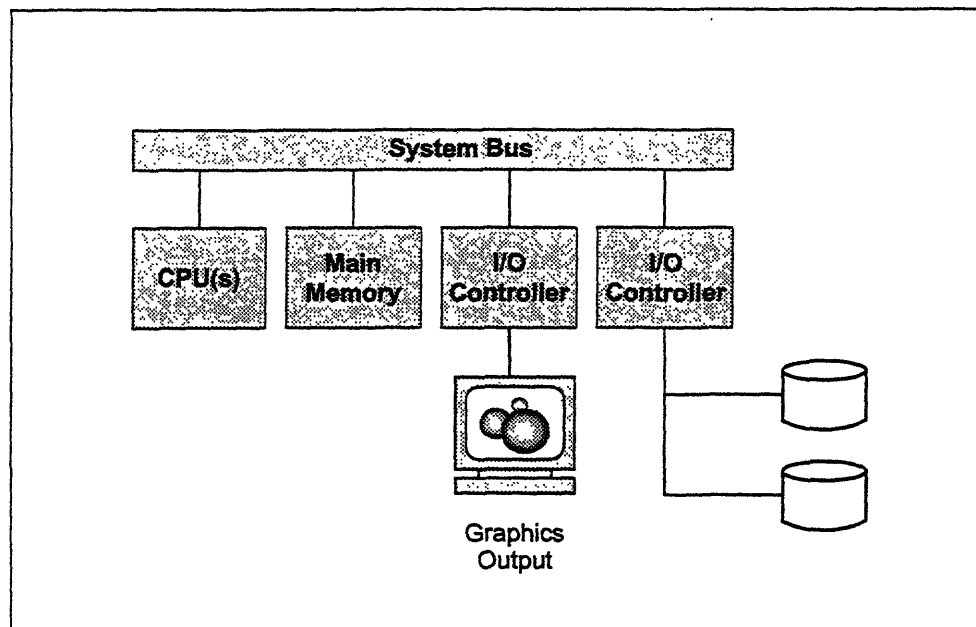 System Bus
CPU(s)
Main
Memory
I/O
Controller
I/O
Controller
Graphics
Output